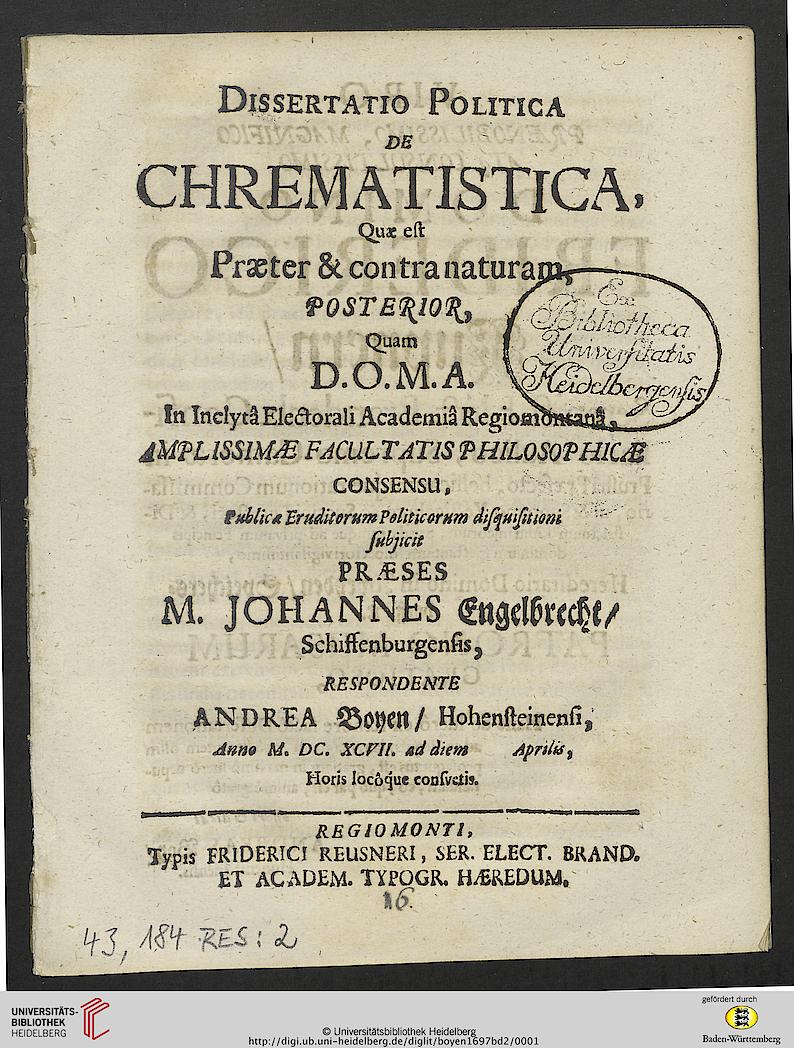 DISSERTATIO POLITICA
DE
CHREMATISTICA,
Quæ eſt
Præter & contra naturam,
POSTERIOR,
Quam
D.O.M.A.
In Inclytâ Electorali Academiâ Regiomontanâ,
AMPLISSIMÆ FACULTATIS PHILOSOPHICÆ
CONSENSU,
Publicæ Eruditorum Politicorum diſquiſitioni
ſubjicit
PRÆSES
M. JOHANNES Engelbrecht/
Schiffenburgenſis,
RESPONDENTE
ANDREA Boyen/ Hohenſteinenſi,
Anno M. DC. XCVII. ad diem Aprilis,
Horis locôque conſvetis.
REGIOMONTI,
Typis FRIDERICI REUSNERI, SER. ELECT. BRAND.
ET ACADEM. TYPOGR. HÆREDUM.
16.
43, 184 RES: 2
Ex
Bibliotheca
Univerſitatis
Heidelbergenſis
UNIVERSITÄTS-
BIBLIOTHEK
HEIDELBERG
© Universitätsbibliothek Heidelberg
http://digi.ub.uni-heidelberg.de/diglit/boyen1697bd2/0001
gefördert durch
Baden-Württemberg